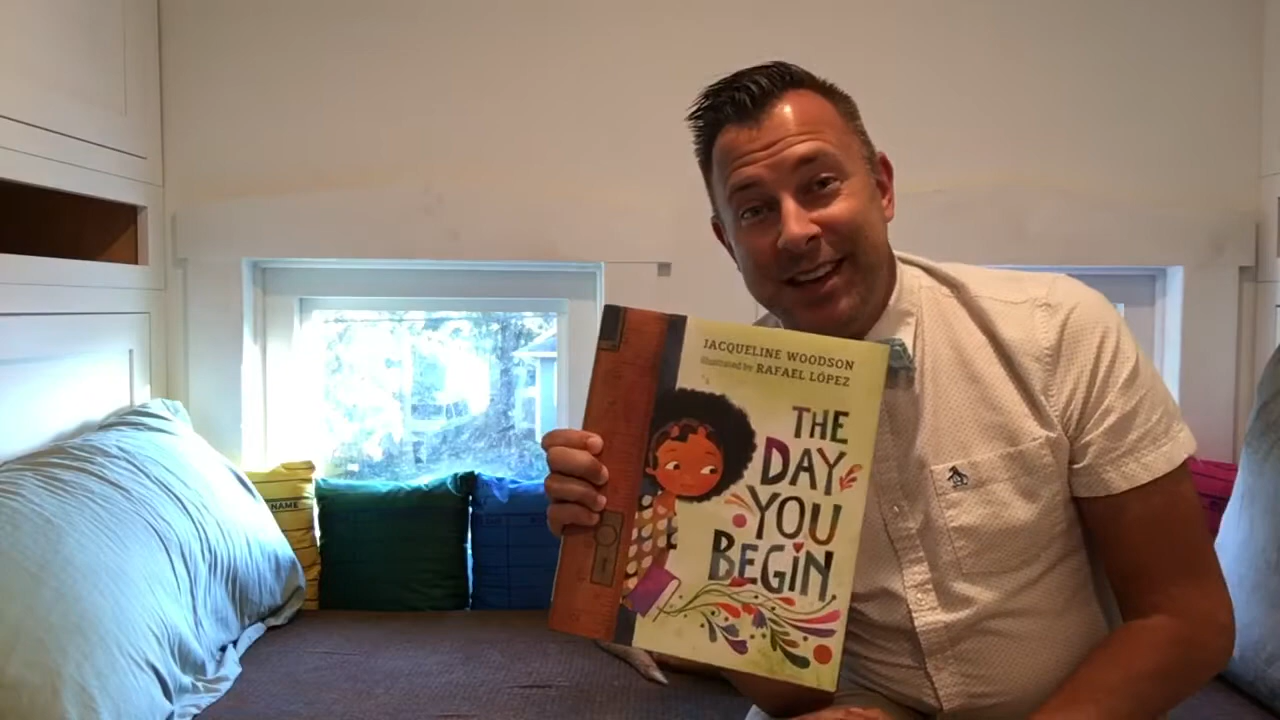 JACQUELINE WOODSON
illustrated by RAFAEL LÓPEZ
THE
DAY
YOU
BEGIN
NAME